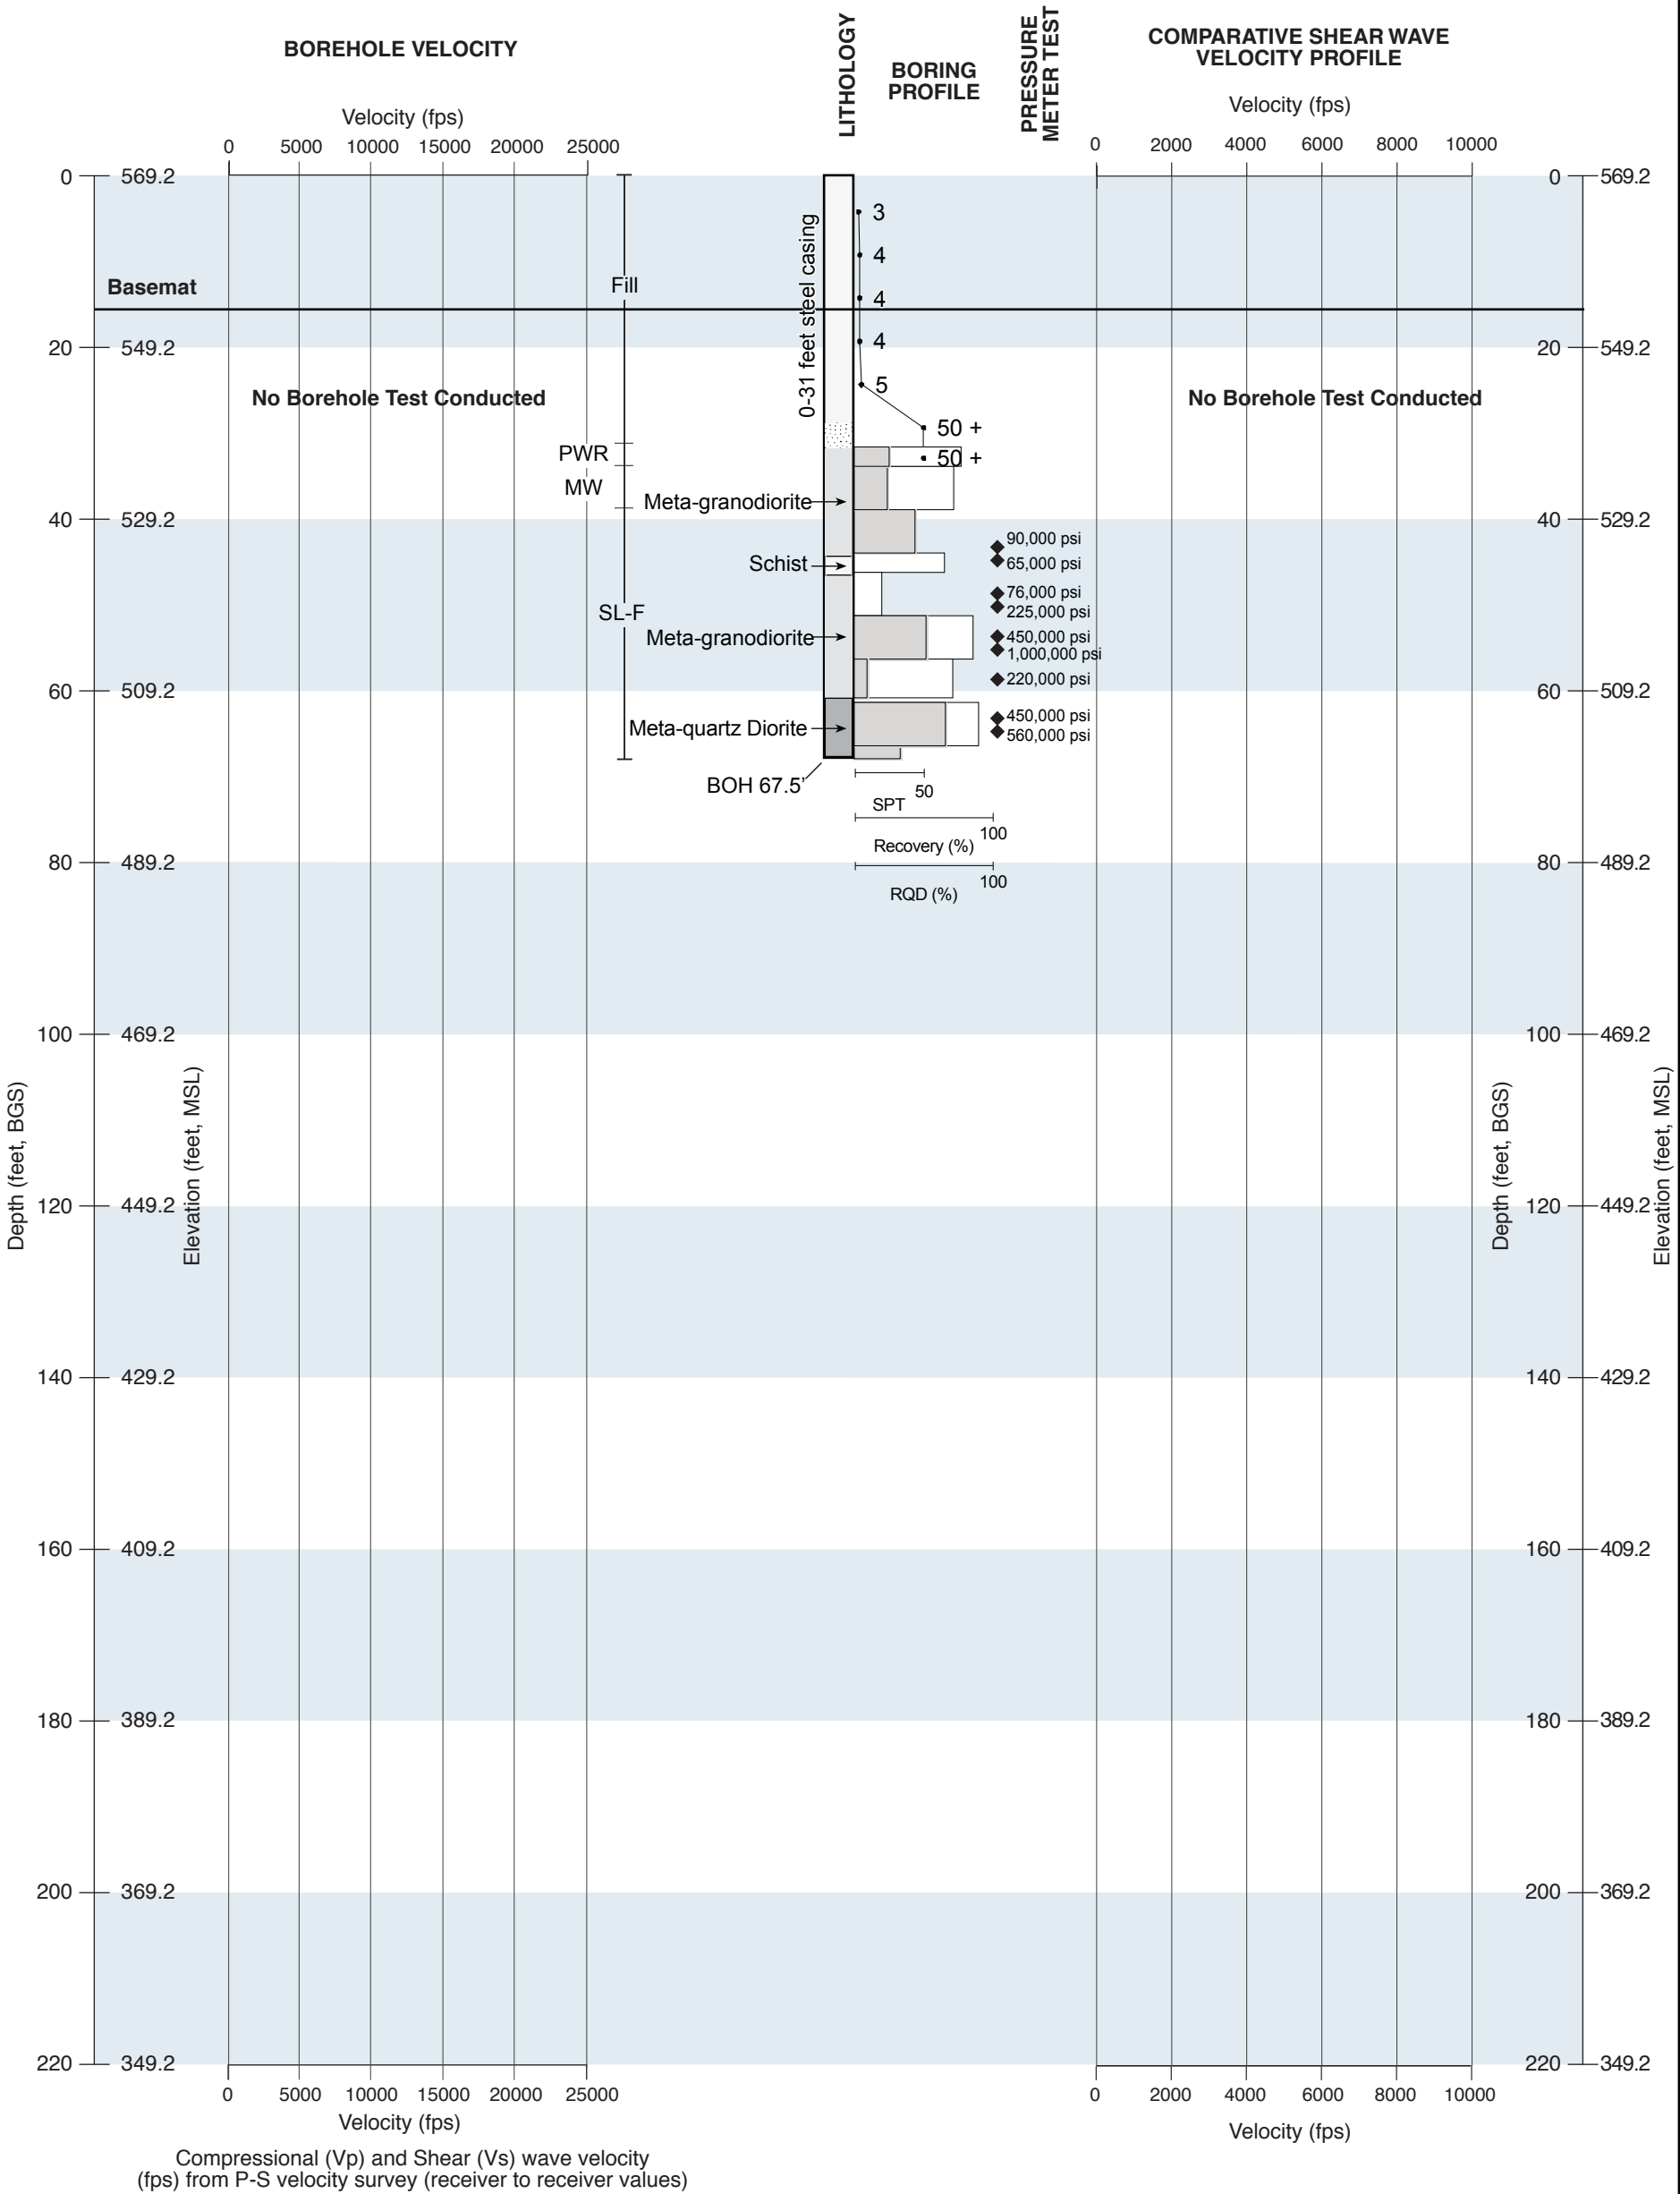 BOREHOLE VELOCITY
LITHOLOGY
BORING
PROFILE
PRESSURE
METER TEST
COMPARATIVE SHEAR WAVE
VELOCITY PROFILE
Velocity (fps)
Velocity (fps)
0 5000 10000 15000 20000 25000
0 2000 4000 6000 8000 10000
0 569.2
0 569.2
3
0-31 feet steel casing
4
Basemat
Fill
4
4
20 549.2
20 549.2
5
No Borehole Test Conducted
No Borehole Test Conducted
50 +
PWR
50 +
MW
Meta-granodiorite
40 529.2
40 529.2
90,000 psi
Schist
65,000 psi
76,000 psi
SL-F
225,000 psi
Meta-granodiorite
450,000 psi
1,000,000 psi
220,000 psi
60 509.2
60 509.2
450,000 psi
Meta-quartz Diorite
560,000 psi
BOH 67.5'
50
SPT
100
Recovery (%)
80 489.2
80 489.2
100
RQD (%)
100 469.2
100 469.2
Depth (feet, BGS)
Elevation (feet, MSL)
Depth (feet, BGS)
Elevation (feet, MSL)
120 449.2
120 449.2
140 429.2
140 429.2
160 409.2
160 409.2
180 389.2
180 389.2
200 369.2
200 369.2
220 349.2
220 349.2
0 5000 10000 15000 20000 25000
0 2000 4000 6000 8000 10000
Velocity (fps)
Velocity (fps)
Compressional (Vp) and Shear (Vs) wave velocity
(fps) from P-S velocity survey (receiver to receiver values)